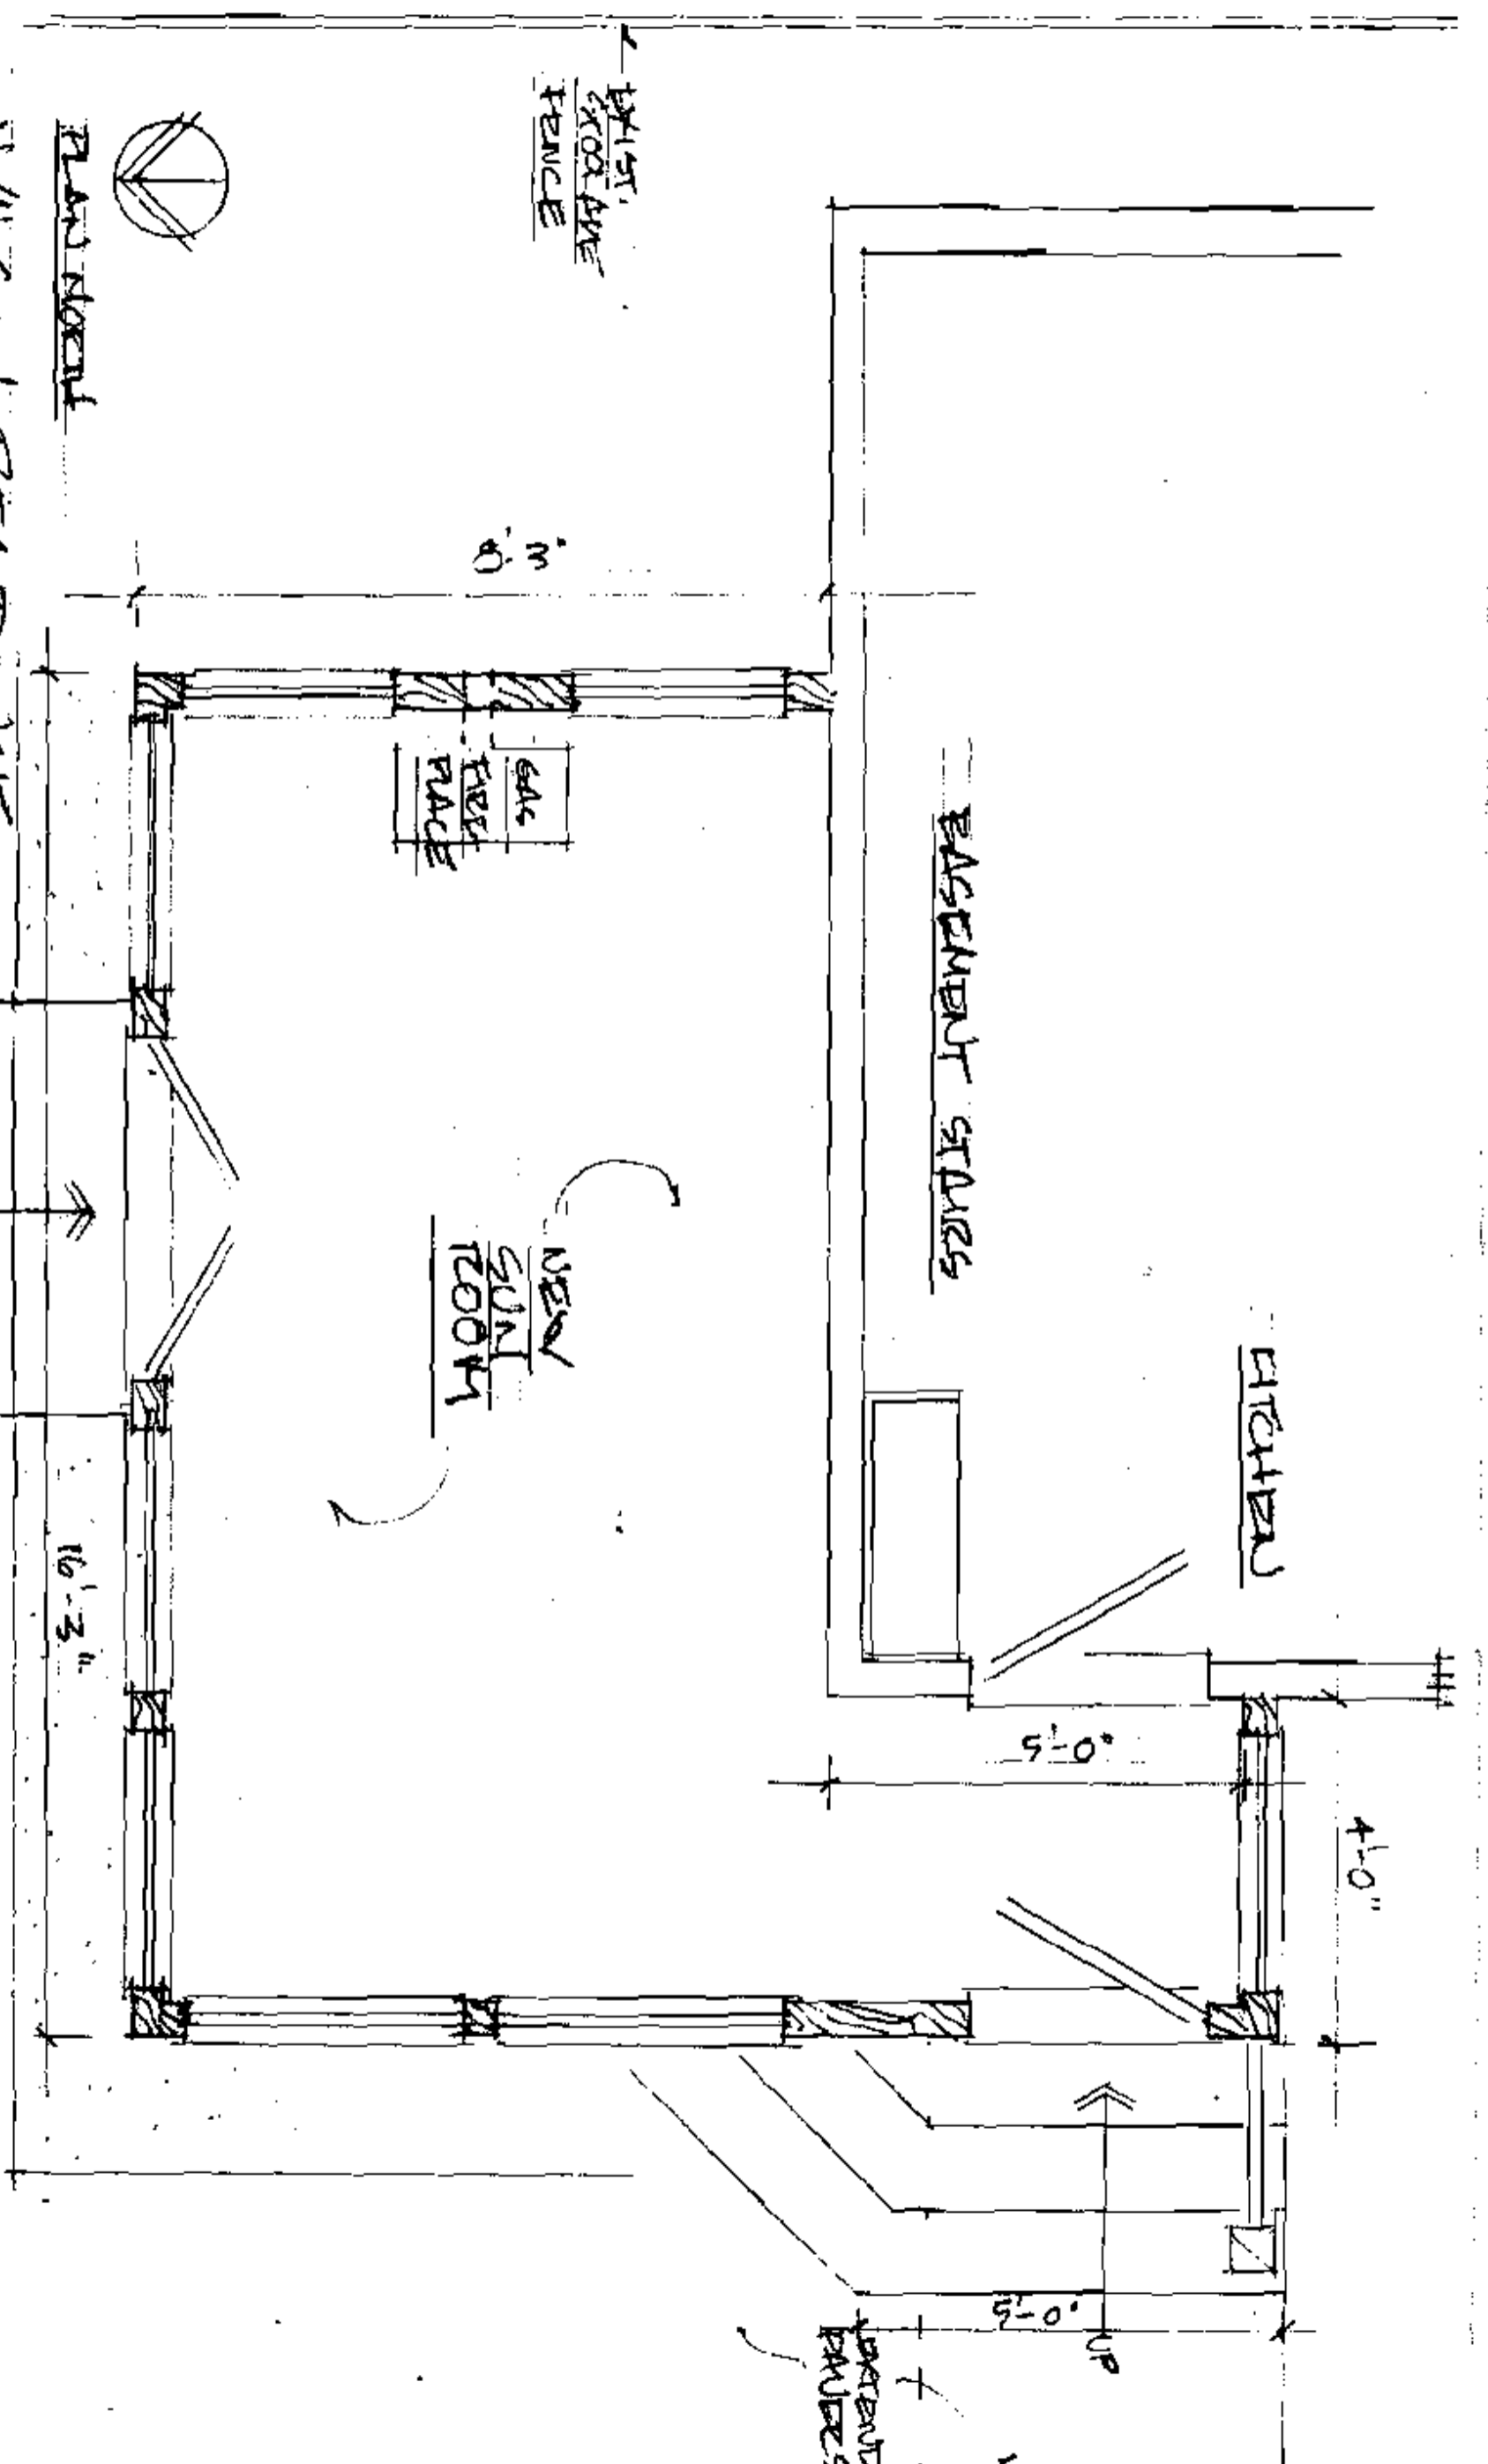 EXIST.
FENCE
PLAN NORTH
8'-3"
GAS
FIRE
PLACE
BASEMENT STAIRS
KITCHEN
NEW
SUN
ROOM
16'-3"
5'-0"
4'-0"
5'-0"
UP
PAVERS